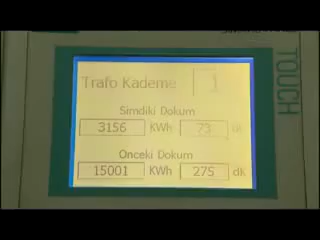 Trafo Kademe 1
Simdiki Dokum
3156 KWh 73 dK
Onceki Dokum
15001 KWh 275 dK
TOUCH